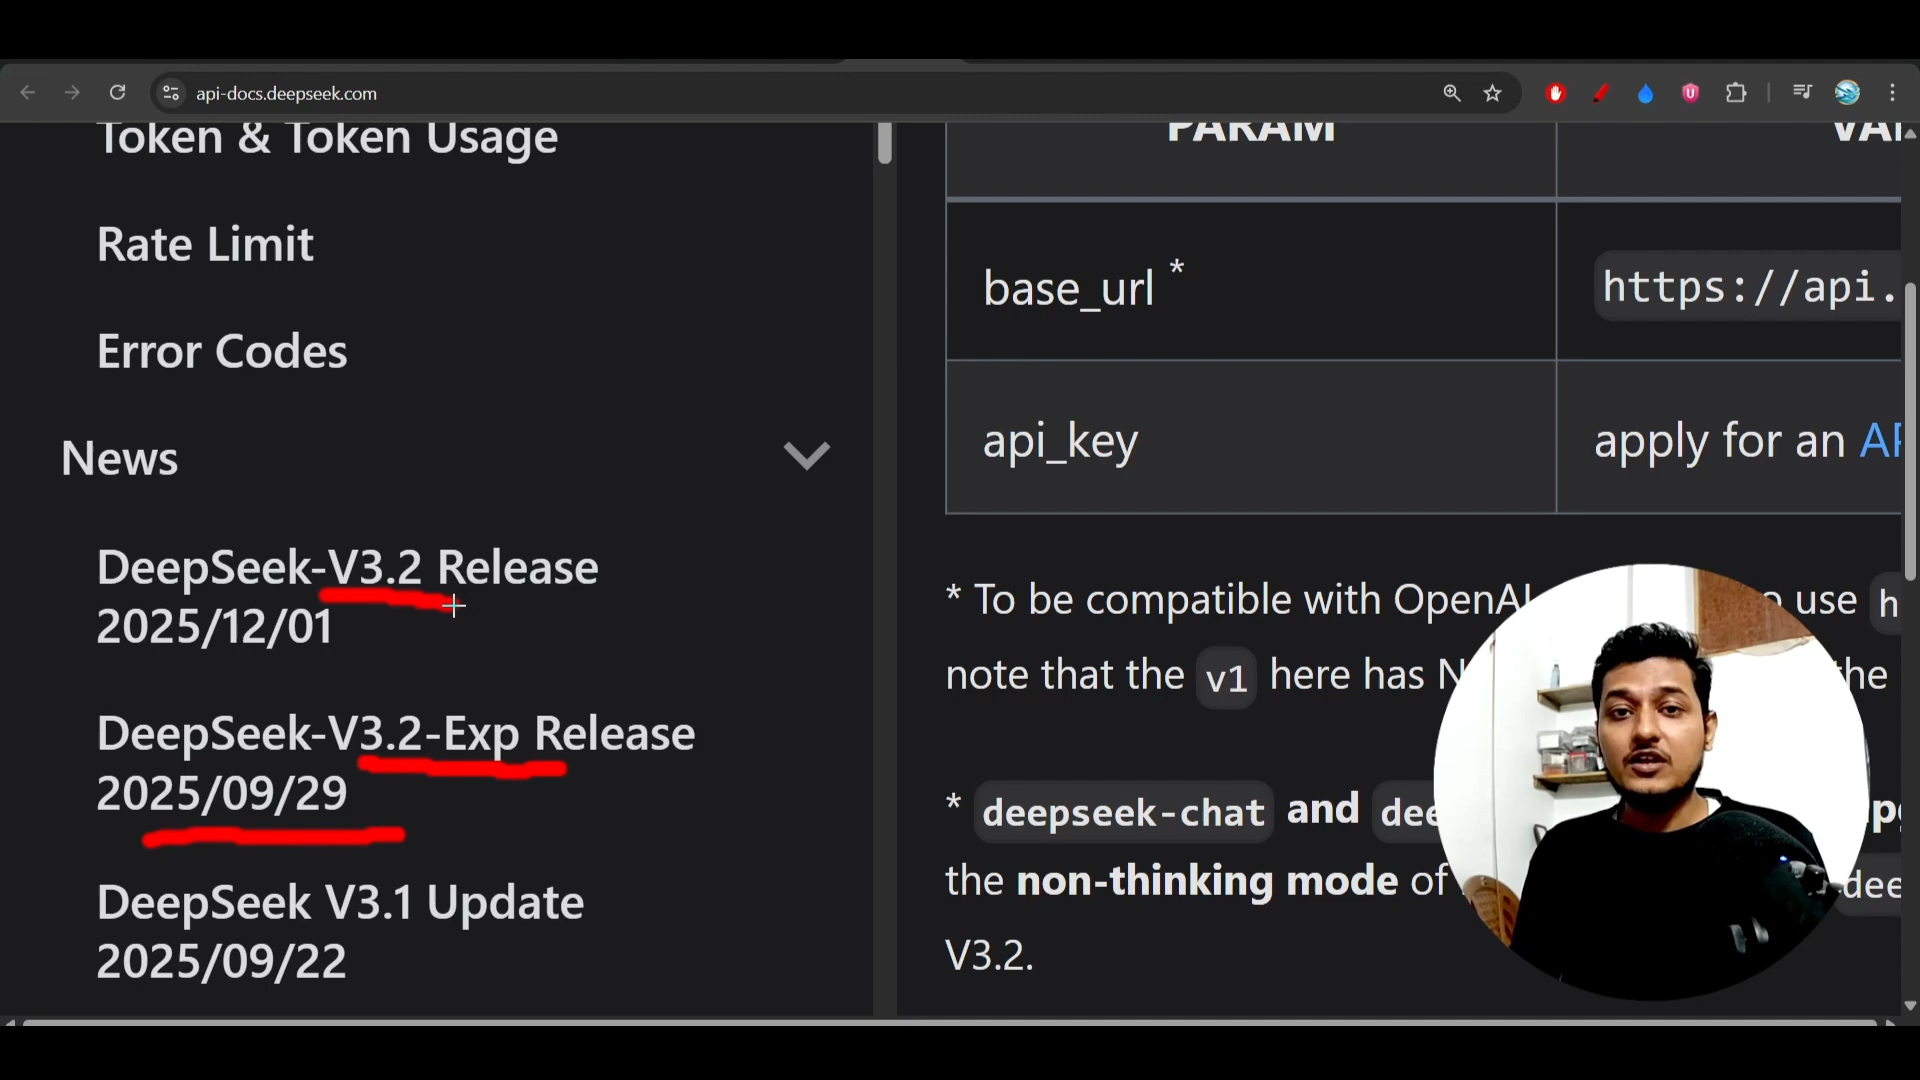 api-docs.deepseek.com
Token & Token Usage
Rate Limit
Error Codes
News
DeepSeek-V3.2 Release
2025/12/01
DeepSeek-V3.2-Exp Release
2025/09/29
DeepSeek V3.1 Update
2025/09/22
PARAM
base_url *
https://api.
api_key
apply for an
* To be compatible with OpenAI
use
note that the v1 here has
the
* deepseek-chat and
the non-thinking mode of
V3.2.